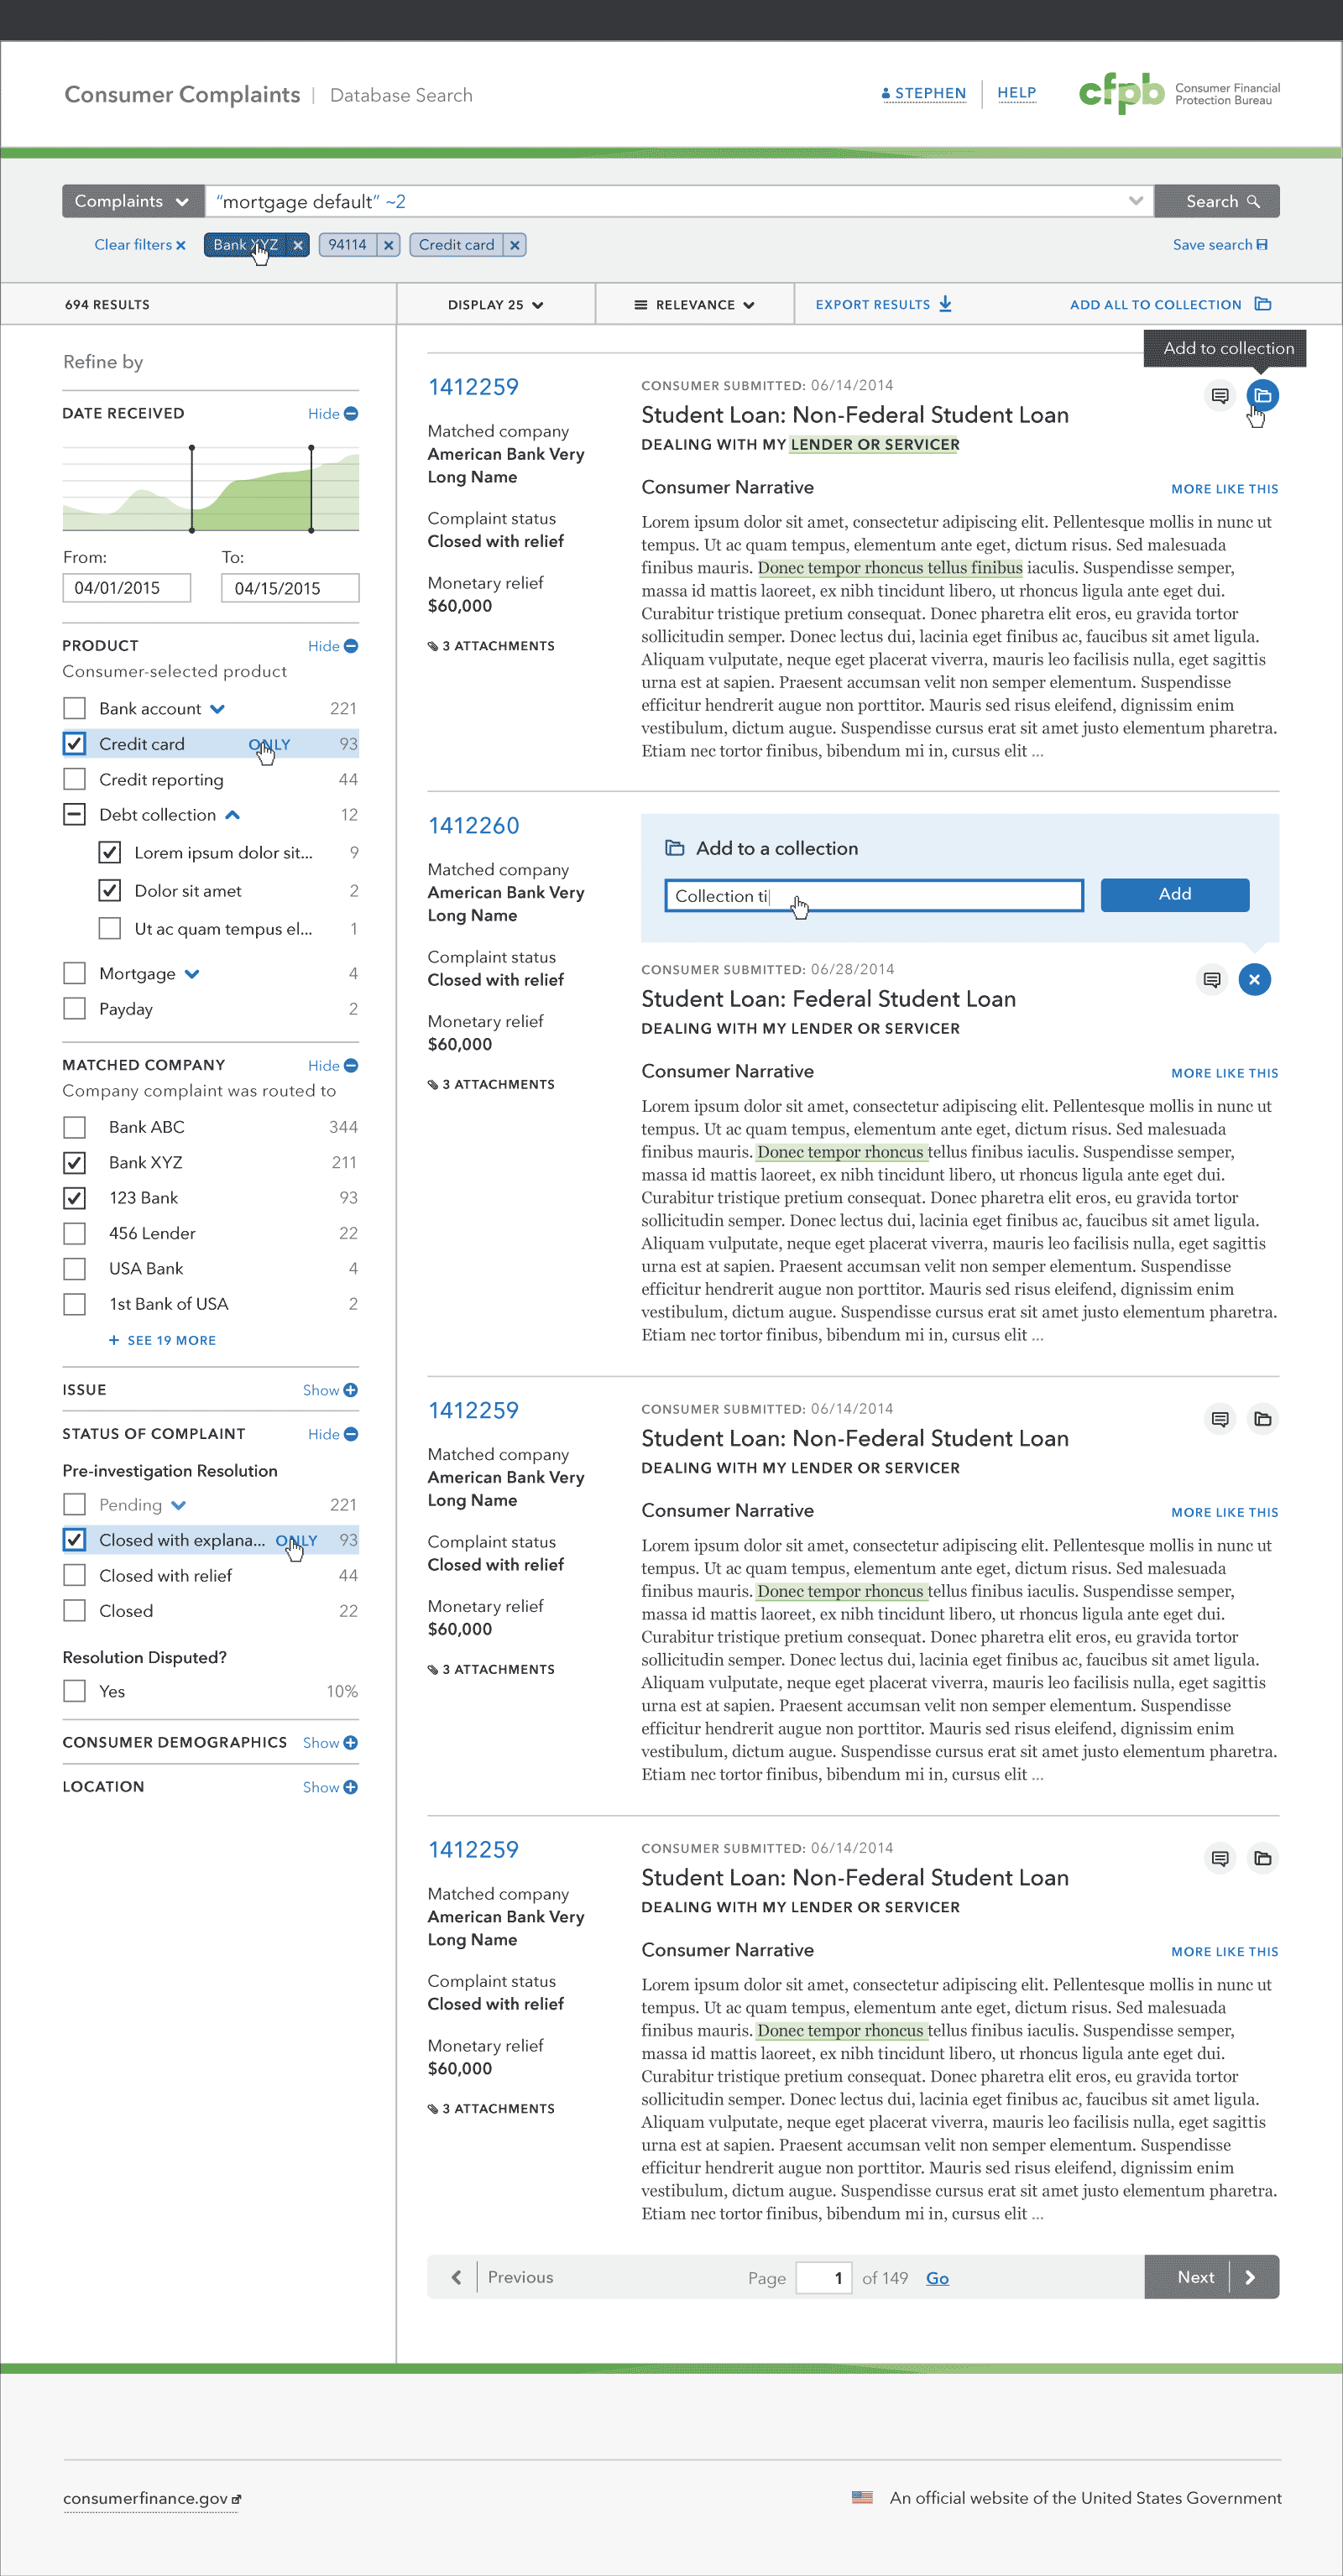 Consumer Complaints | Database Search
STEPHEN
HELP
cfpb
Consumer Financial
Protection Bureau
Complaints
“mortgage default” ~2
Search
Clear filters
Bank XYZ
94114
Credit card
Save search
694 RESULTS
DISPLAY 25
RELEVANCE
EXPORT RESULTS
ADD ALL TO COLLECTION
Refine by
DATE RECEIVED
Hide
From:
To:
04/01/2015
04/15/2015
PRODUCT
Hide
Consumer-selected product
Bank account 221
Credit card ONLY 93
Credit reporting 44
Debt collection 12
Lorem ipsum dolor sit... 9
Dolor sit amet 2
Ut ac quam tempus el... 1
Mortgage 4
Payday 2
MATCHED COMPANY
Hide
Company complaint was routed to
Bank ABC 344
Bank XYZ 211
123 Bank 93
456 Lender 22
USA Bank 4
1st Bank of USA 2
+ SEE 19 MORE
ISSUE
Show
STATUS OF COMPLAINT
Hide
Pre-investigation Resolution
Pending 221
Closed with explana... ONLY 93
Closed with relief 44
Closed 22
Resolution Disputed?
Yes 10%
CONSUMER DEMOGRAPHICS
Show
LOCATION
Show
Add to collection
1412259
Matched company
American Bank Very
Long Name
Complaint status
Closed with relief
Monetary relief
$60,000
3 ATTACHMENTS
CONSUMER SUBMITTED: 06/14/2014
Student Loan: Non-Federal Student Loan
DEALING WITH MY LENDER OR SERVICER
Consumer Narrative
MORE LIKE THIS
Lorem ipsum dolor sit amet, consectetur adipiscing elit. Pellentesque mollis in nunc ut
tempus. Ut ac quam tempus, elementum ante eget, dictum risus. Sed malesuada
finibus mauris. Donec tempor rhoncus tellus finibus iaculis. Suspendisse semper,
massa id mattis laoreet, ex nibh tincidunt libero, ut rhoncus ligula ante eget dui.
Curabitur tristique pretium consequat. Donec pharetra elit eros, eu gravida tortor
sollicitudin semper. Donec lectus dui, lacinia eget finibus ac, faucibus sit amet ligula.
Aliquam vulputate, neque eget placerat viverra, mauris leo facilisis nulla, eget sagittis
urna est at sapien. Praesent accumsan velit non semper elementum. Suspendisse
efficitur hendrerit augue non porttitor. Mauris sed risus eleifend, dignissim enim
vestibulum, dictum augue. Suspendisse cursus erat sit amet justo elementum pharetra.
Etiam nec tortor finibus, bibendum mi in, cursus elit ...
1412260
Matched company
American Bank Very
Long Name
Complaint status
Closed with relief
Monetary relief
$60,000
3 ATTACHMENTS
Add to a collection
Collection ti
Add
CONSUMER SUBMITTED: 06/28/2014
Student Loan: Federal Student Loan
DEALING WITH MY LENDER OR SERVICER
Consumer Narrative
MORE LIKE THIS
Lorem ipsum dolor sit amet, consectetur adipiscing elit. Pellentesque mollis in nunc ut
tempus. Ut ac quam tempus, elementum ante eget, dictum risus. Sed malesuada
finibus mauris. Donec tempor rhoncus tellus finibus iaculis. Suspendisse semper,
massa id mattis laoreet, ex nibh tincidunt libero, ut rhoncus ligula ante eget dui.
Curabitur tristique pretium consequat. Donec pharetra elit eros, eu gravida tortor
sollicitudin semper. Donec lectus dui, lacinia eget finibus ac, faucibus sit amet ligula.
Aliquam vulputate, neque eget placerat viverra, mauris leo facilisis nulla, eget sagittis
urna est at sapien. Praesent accumsan velit non semper elementum. Suspendisse
efficitur hendrerit augue non porttitor. Mauris sed risus eleifend, dignissim enim
vestibulum, dictum augue. Suspendisse cursus erat sit amet justo elementum pharetra.
Etiam nec tortor finibus, bibendum mi in, cursus elit ...
1412259
Matched company
American Bank Very
Long Name
Complaint status
Closed with relief
Monetary relief
$60,000
3 ATTACHMENTS
CONSUMER SUBMITTED: 06/14/2014
Student Loan: Non-Federal Student Loan
DEALING WITH MY LENDER OR SERVICER
Consumer Narrative
MORE LIKE THIS
Lorem ipsum dolor sit amet, consectetur adipiscing elit. Pellentesque mollis in nunc ut
tempus. Ut ac quam tempus, elementum ante eget, dictum risus. Sed malesuada
finibus mauris. Donec tempor rhoncus tellus finibus iaculis. Suspendisse semper,
massa id mattis laoreet, ex nibh tincidunt libero, ut rhoncus ligula ante eget dui.
Curabitur tristique pretium consequat. Donec pharetra elit eros, eu gravida tortor
sollicitudin semper. Donec lectus dui, lacinia eget finibus ac, faucibus sit amet ligula.
Aliquam vulputate, neque eget placerat viverra, mauris leo facilisis nulla, eget sagittis
urna est at sapien. Praesent accumsan velit non semper elementum. Suspendisse
efficitur hendrerit augue non porttitor. Mauris sed risus eleifend, dignissim enim
vestibulum, dictum augue. Suspendisse cursus erat sit amet justo elementum pharetra.
Etiam nec tortor finibus, bibendum mi in, cursus elit ...
1412259
Matched company
American Bank Very
Long Name
Complaint status
Closed with relief
Monetary relief
$60,000
3 ATTACHMENTS
CONSUMER SUBMITTED: 06/14/2014
Student Loan: Non-Federal Student Loan
DEALING WITH MY LENDER OR SERVICER
Consumer Narrative
MORE LIKE THIS
Lorem ipsum dolor sit amet, consectetur adipiscing elit. Pellentesque mollis in nunc ut
tempus. Ut ac quam tempus, elementum ante eget, dictum risus. Sed malesuada
finibus mauris. Donec tempor rhoncus tellus finibus iaculis. Suspendisse semper,
massa id mattis laoreet, ex nibh tincidunt libero, ut rhoncus ligula ante eget dui.
Curabitur tristique pretium consequat. Donec pharetra elit eros, eu gravida tortor
sollicitudin semper. Donec lectus dui, lacinia eget finibus ac, faucibus sit amet ligula.
Aliquam vulputate, neque eget placerat viverra, mauris leo facilisis nulla, eget sagittis
urna est at sapien. Praesent accumsan velit non semper elementum. Suspendisse
efficitur hendrerit augue non porttitor. Mauris sed risus eleifend, dignissim enim
vestibulum, dictum augue. Suspendisse cursus erat sit amet justo elementum pharetra.
Etiam nec tortor finibus, bibendum mi in, cursus elit ...
Previous
Page 1 of 149 Go
Next
consumerfinance.gov
An official website of the United States Government